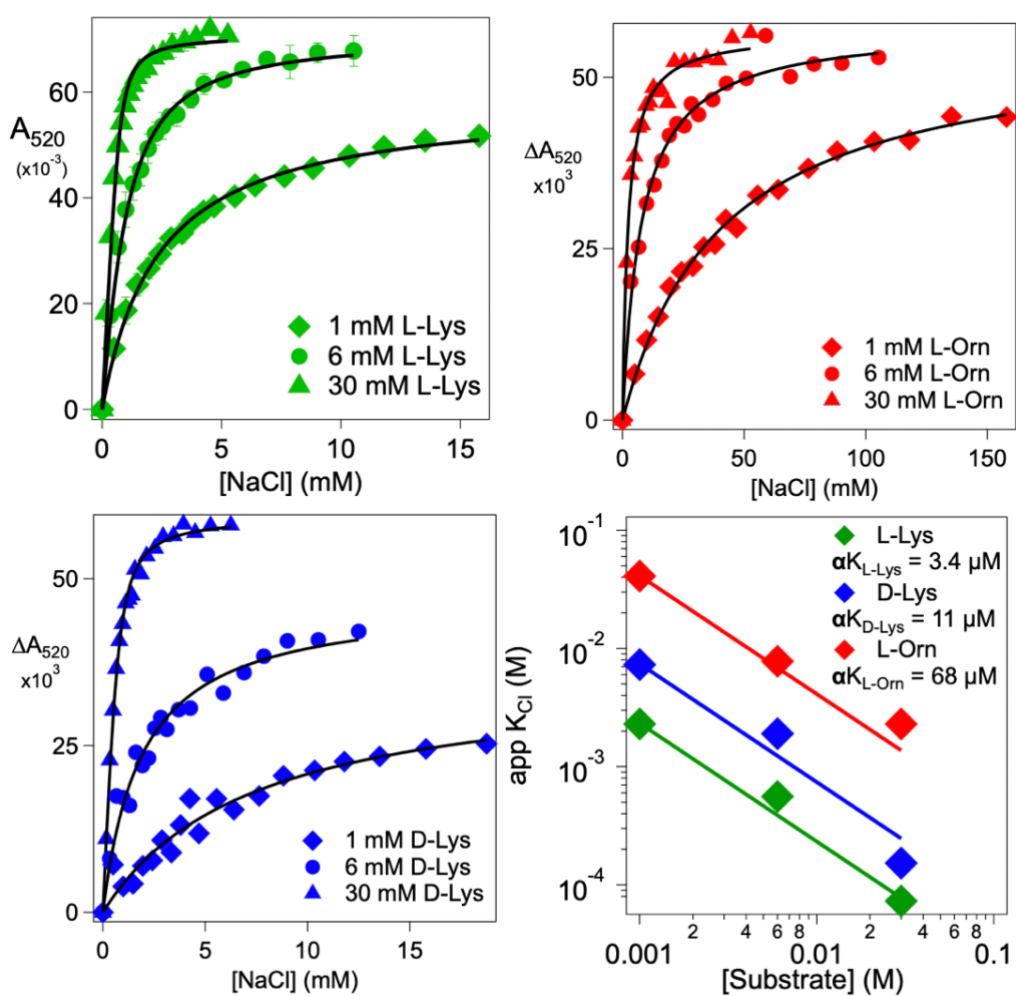 60
40
20
0
A520
(x10-3)
1 mM L-Lys
6 mM L-Lys
30 mM L-Lys
0
5
10
15
[NaCl] (mM)
50
25
0
ΔA520
x10³
1 mM L-Orn
6 mM L-Orn
30 mM L-Orn
0
50
100
150
[NaCl] (mM)
50
25
0
ΔA520
x10³
1 mM D-Lys
6 mM D-Lys
30 mM D-Lys
0
5
10
15
[NaCl] (mM)
10-1
10-2
10-3
10-4
app KCl (M)
L-Lys
αKL-Lys = 3.4 µM
D-Lys
αKD-Lys = 11 µM
L-Orn
αKL-Orn = 68 µM
0.001
2
4
6
8
0.01
2
4
6
8
0.1
[Substrate] (M)